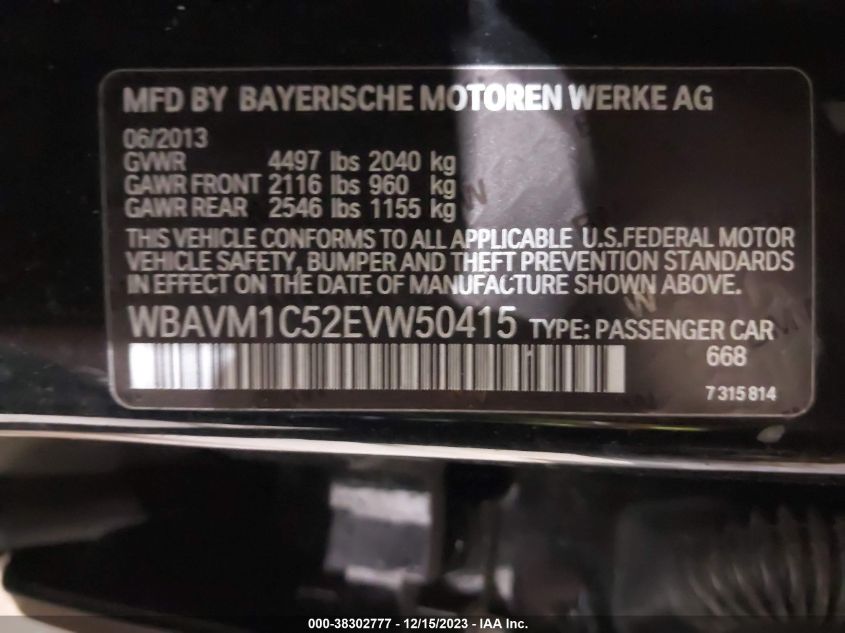 MFD BY BAYERISCHE MOTOREN WERKE AG
06/2013
GVWR 4497 lbs 2040 kg
GAWR FRONT 2116 lbs 960 kg
GAWR REAR 2546 lbs 1155 kg
THIS VEHICLE CONFORMS TO ALL APPLICABLE U.S.FEDERAL MOTOR
VEHICLE SAFETY, BUMPER AND THEFT PREVENTION STANDARDS
IN EFFECT ON THE DATE OF MANUFACTURE SHOWN ABOVE.
WBAVM1C52EVW50415 TYPE: PASSENGER CAR
668
7 315 814
000-38302777 - 12/15/2023 - IAA Inc.